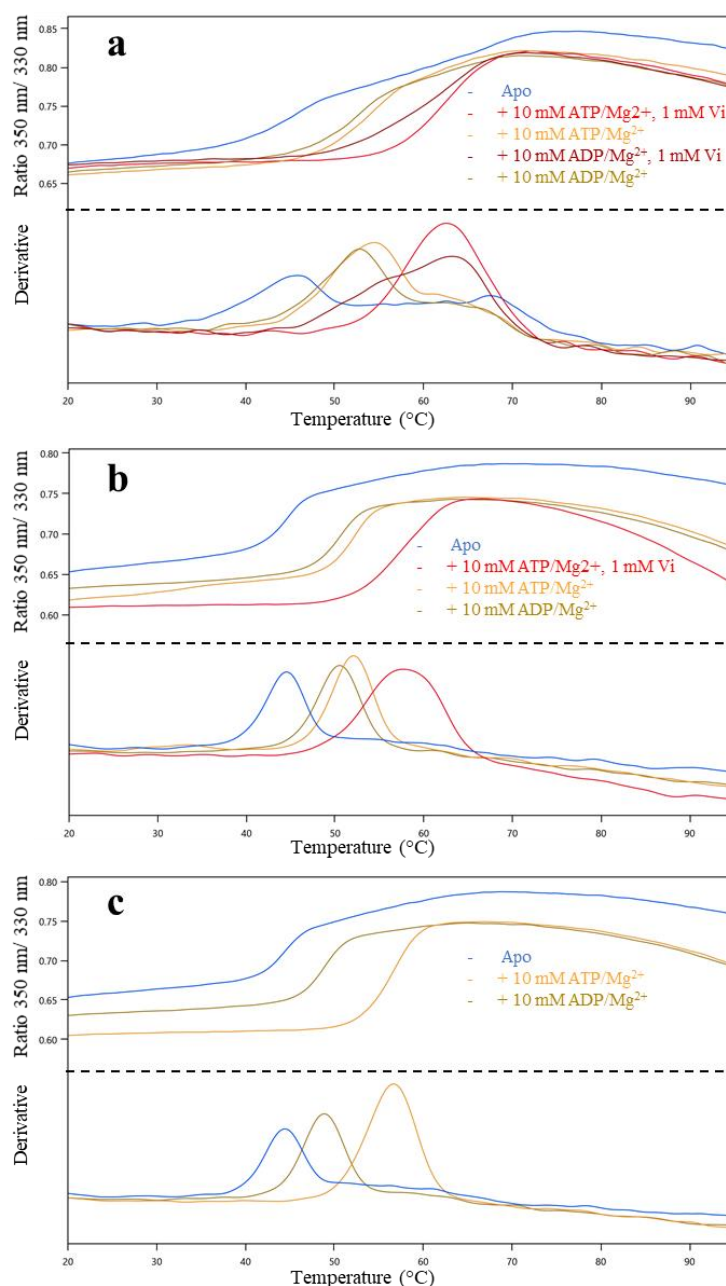 a
Ratio 350 nm/ 330 nm
0.85
0.80
0.75
0.70
0.65
- Apo
- + 10 mM ATP/Mg2+, 1 mM Vi
- + 10 mM ATP/Mg²⁺
- + 10 mM ADP/Mg²⁺, 1 mM Vi
- + 10 mM ADP/Mg²⁺
Derivative
20 30 40 50 60 70 80 90
Temperature (°C)
b
Ratio 350 nm/ 330 nm
0.80
0.75
0.70
0.65
0.60
- Apo
- + 10 mM ATP/Mg2+, 1 mM Vi
- + 10 mM ATP/Mg²⁺
- + 10 mM ADP/Mg²⁺
Derivative
20 30 40 50 60 70 80 90
Temperature (°C)
c
Ratio 350 nm/ 330 nm
0.80
0.75
0.70
0.65
0.60
- Apo
- + 10 mM ATP/Mg²⁺
- + 10 mM ADP/Mg²⁺
Derivative
20 30 40 50 60 70 80 90
Temperature (°C)